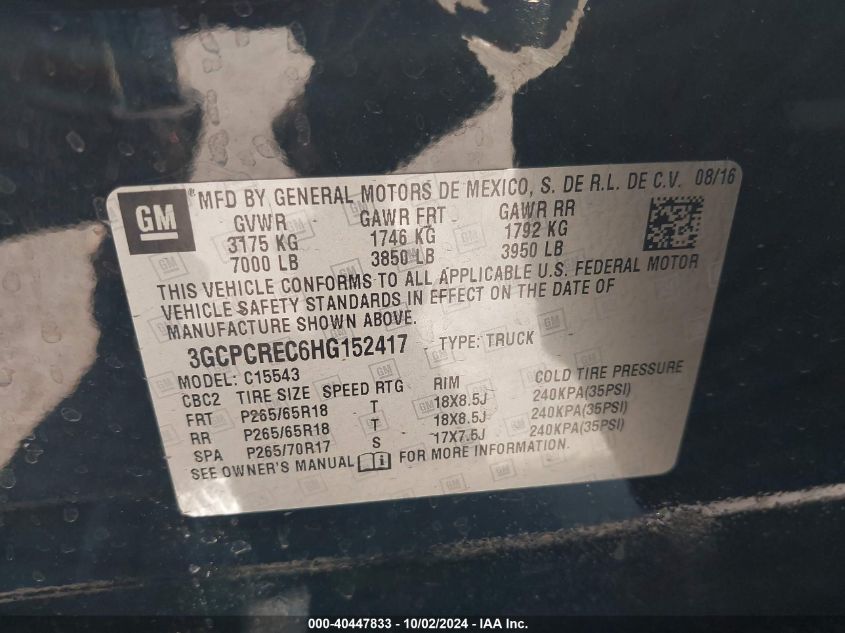 GM ® MFD BY GENERAL MOTORS DE MEXICO, S. DE R.L. DE C.V. 08/16
GVWR GAWR FRT GAWR RR
3175 KG 1746 KG 1792 KG
7000 LB 3850 LB 3950 LB
THIS VEHICLE CONFORMS TO ALL APPLICABLE U.S. FEDERAL MOTOR
VEHICLE SAFETY STANDARDS IN EFFECT ON THE DATE OF
MANUFACTURE SHOWN ABOVE.
3GCPCREC6HG152417 TYPE: TRUCK
MODEL: C15543
CBC2 TIRE SIZE SPEED RTG RIM COLD TIRE PRESSURE
FRT P265/65R18 T 18X8.5J 240KPA(35PSI)
RR P265/65R18 T 18X8.5J 240KPA(35PSI)
SPA P265/70R17 S 17X7.5J 240KPA(35PSI)
SEE OWNER'S MANUAL FOR MORE INFORMATION.
000-40447833 - 10/02/2024 - IAA Inc.